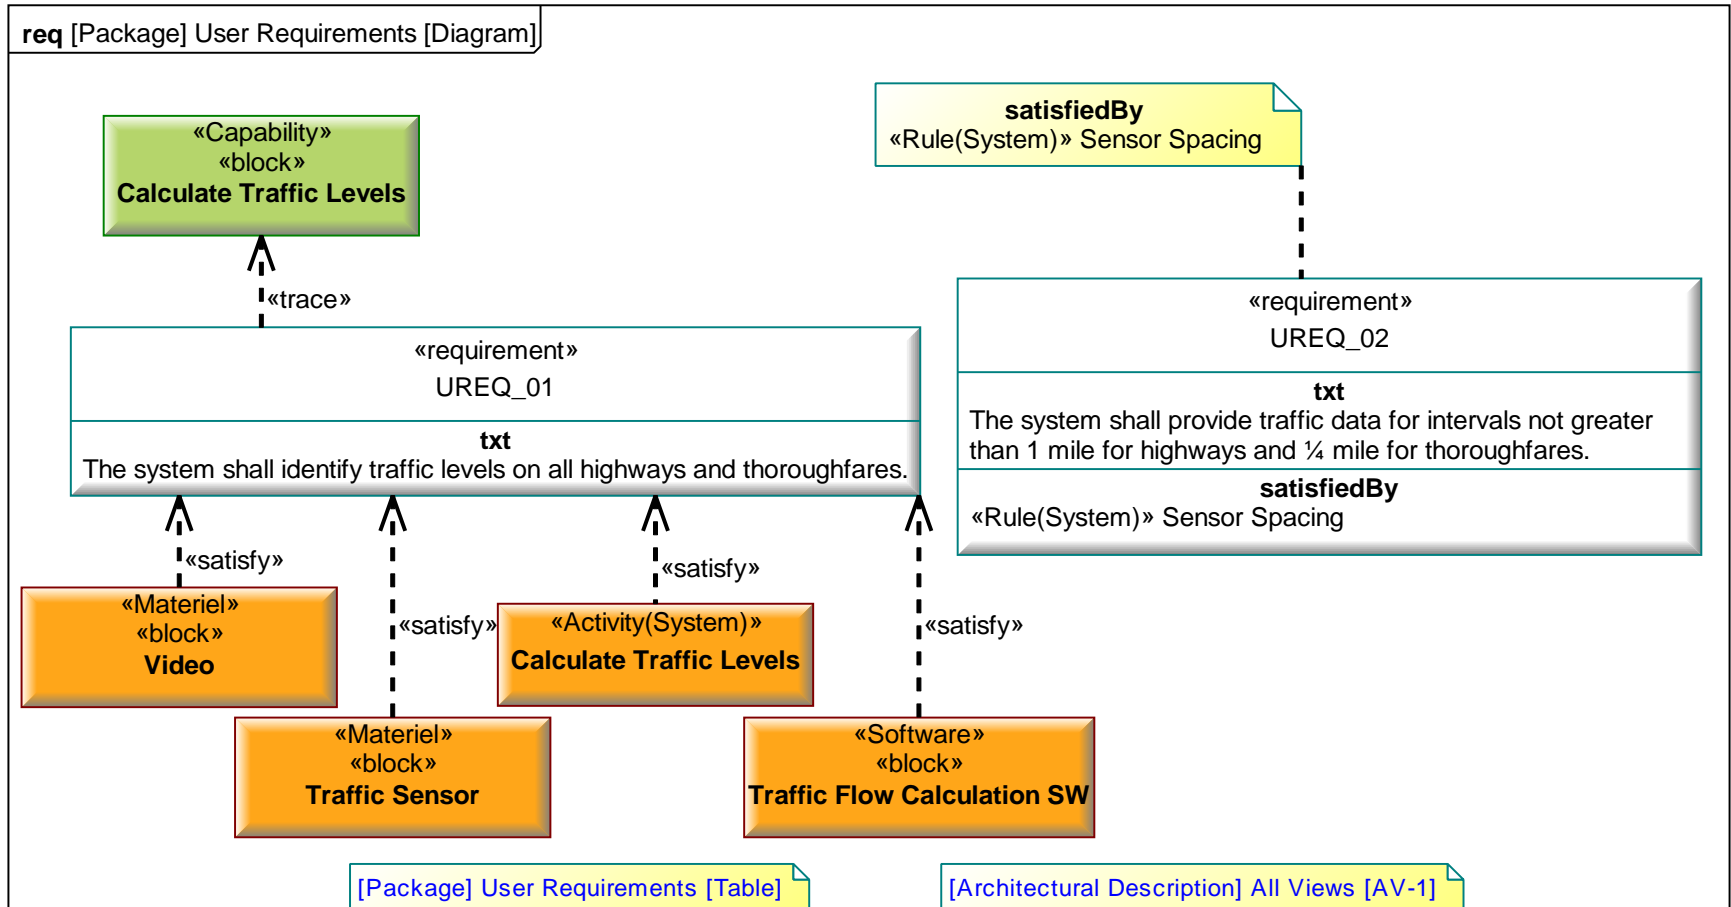 req [Package] User Requirements [Diagram]
satisfiedBy
«Rule(System)» Sensor Spacing
«Capability»
«block»
Calculate Traffic Levels
«trace»
«requirement»
UREQ_01
txt
The system shall identify traffic levels on all highways and thoroughfares.
«requirement»
UREQ_02
txt
The system shall provide traffic data for intervals not greater
than 1 mile for highways and ¼ mile for thoroughfares.
satisfiedBy
«Rule(System)» Sensor Spacing
«satisfy»
«satisfy»
«satisfy»
«satisfy»
«Materiel»
«block»
Video
«Activity(System)»
Calculate Traffic Levels
«Materiel»
«block»
Traffic Sensor
«Software»
«block»
Traffic Flow Calculation SW
[Package] User Requirements [Table]
[Architectural Description] All Views [AV-1]